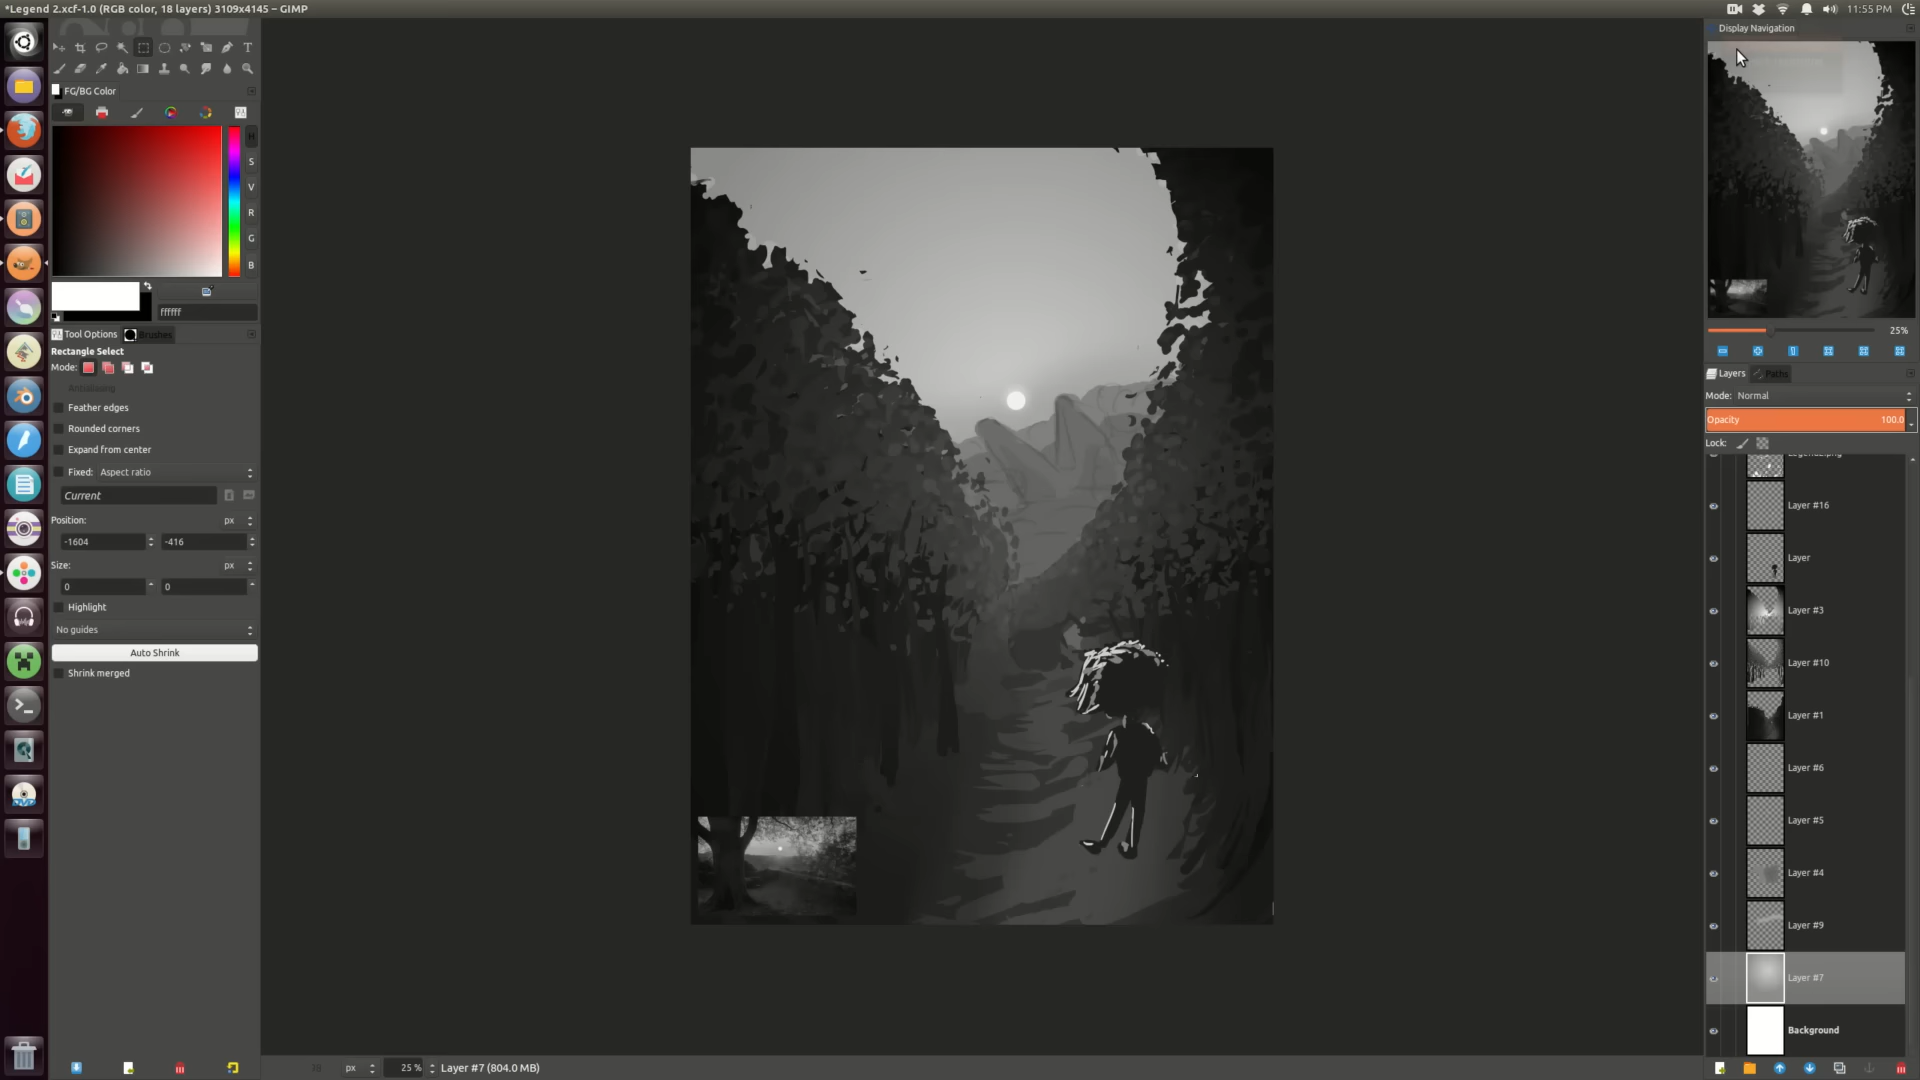 *Legend 2.xcf-1.0 (RGB color, 18 layers) 3109x4145 – GIMP
11:55 PM
Display Navigation
FG/BG Color
H
S
V
R
G
B
ffffff
Tool Options
Brushes
Rectangle Select
Mode:
Antialiasing
Feather edges
Rounded corners
Expand from center
Fixed: Aspect ratio
Current
Position:
px
-1604
-416
Size:
px
0
0
Highlight
No guides
Auto Shrink
Shrink merged
25%
Layers
Paths
Mode: Normal
Opacity
100.0
Lock:
Layer #16
Layer
Layer #3
Layer #10
Layer #1
Layer #6
Layer #5
Layer #4
Layer #9
Layer #7
Background
px
25 %
Layer #7 (804.0 MB)